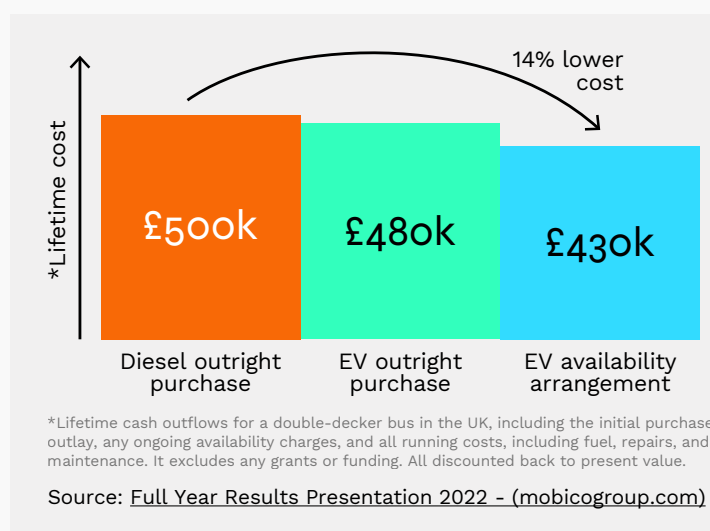 14% lower
cost
*Lifetime cost
£500k
£480k
£430k
Diesel outright
purchase
EV outright
purchase
EV availability
arrangement
*Lifetime cash outflows for a double-decker bus in the UK, including the initial purchase
outlay, any ongoing availability charges, and all running costs, including fuel, repairs, and
maintenance. It excludes any grants or funding. All discounted back to present value.
Source: Full Year Results Presentation 2022 - (mobicogroup.com)